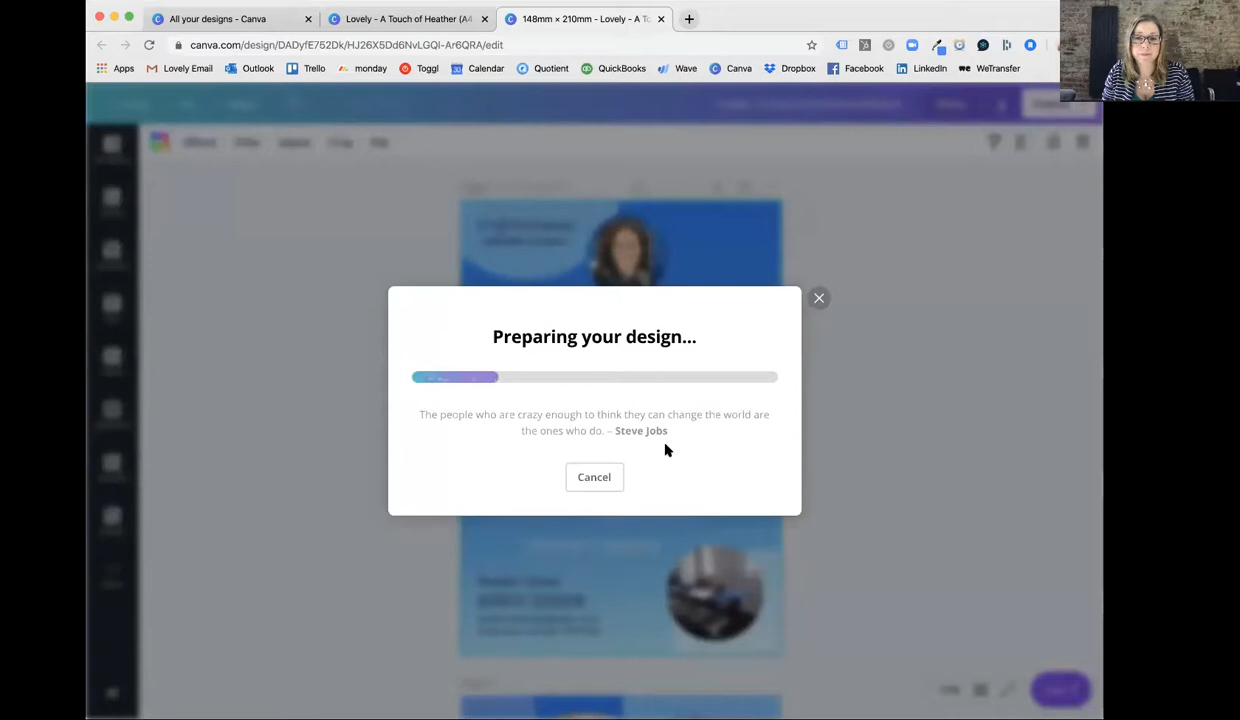 All your designs - Canva
Lovely - A Touch of Heather (A4
148mm × 210mm - Lovely - A To
canva.com/design/DADyfE752Dk/HJ26X5Dd6NvLGQI-Ar6QRA/edit
Apps
Lovely Email
Outlook
Trello
monday
Toggl
Calendar
Quotient
QuickBooks
Wave
Canva
Dropbox
Facebook
LinkedIn
WeTransfer
Preparing your design...
The people who are crazy enough to think they can change the world are
the ones who do. – Steve Jobs
Cancel